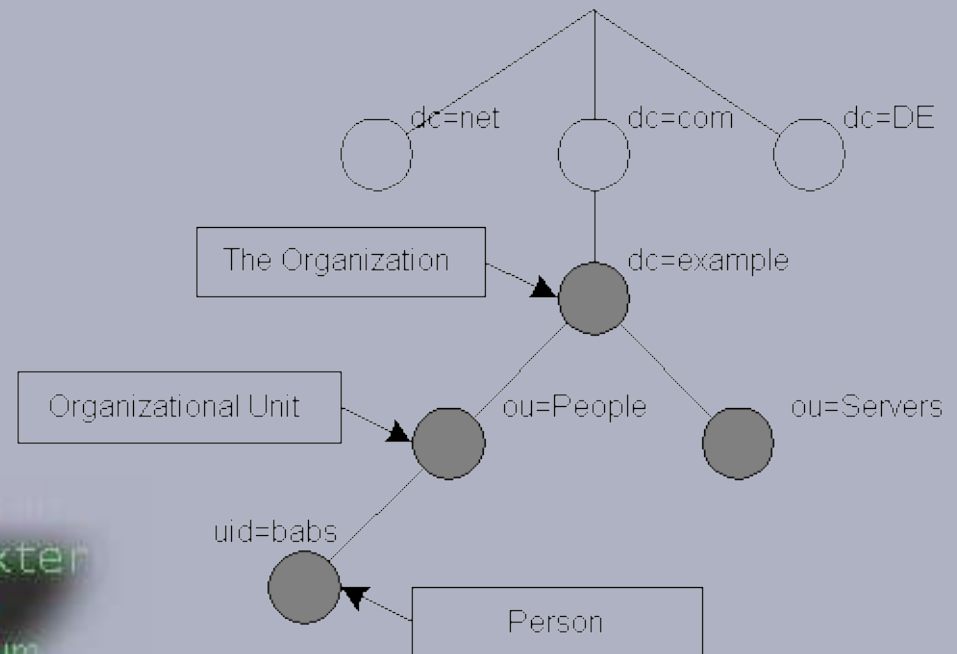 dc=net
dc=com
dc=DE
The Organization
dc=example
Organizational Unit
ou=People
ou=Servers
uid=babs
Person